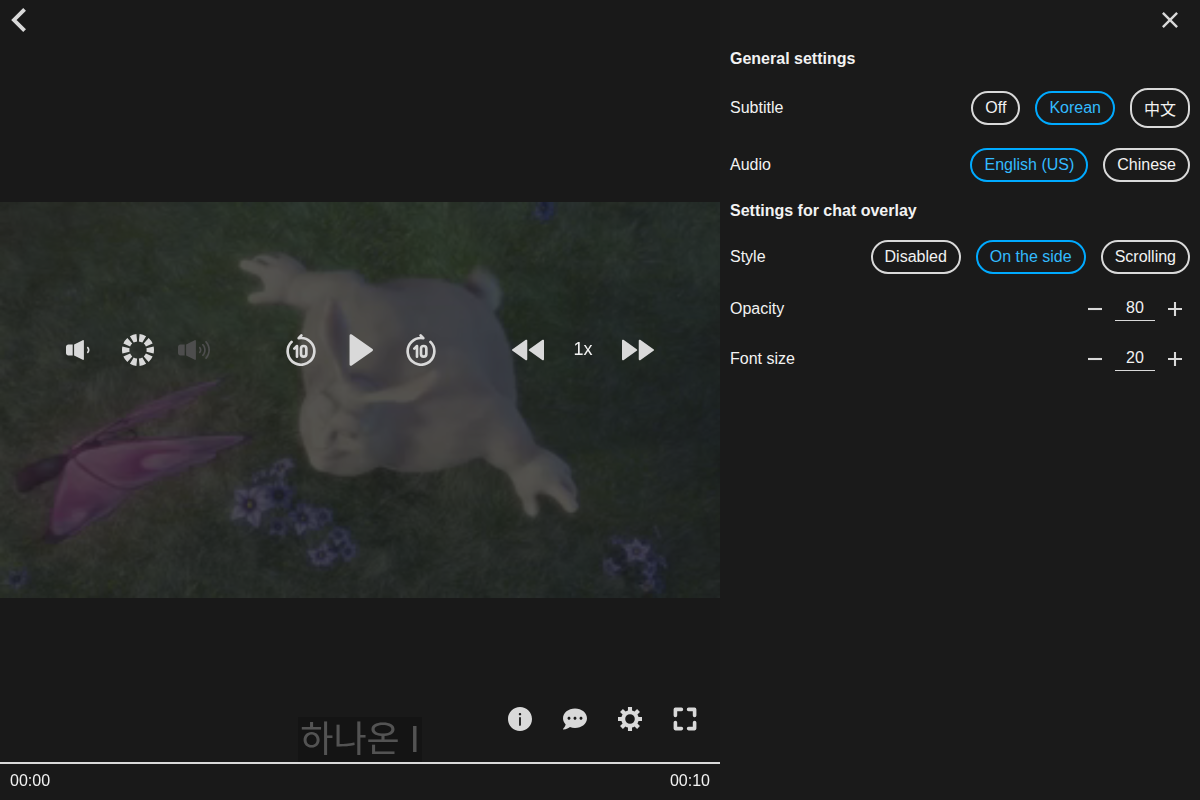 General settings
Subtitle Off Korean 中文
Audio English (US) Chinese
Settings for chat overlay
Style Disabled On the side Scrolling
Opacity 80
Font size 20
10 10 1x
하나온 I
00:00 00:10